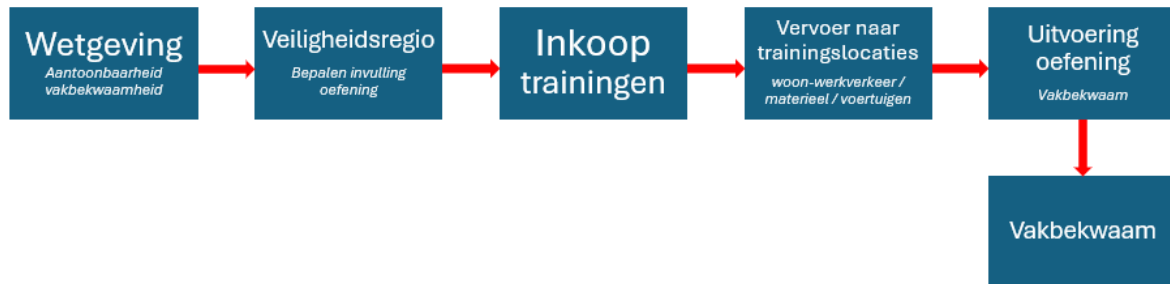 Wetgeving
Aantoonbaarheid
vakbekwaamheid
Veiligheidsregio
Bepalen invulling
oefening
Inkoop
trainingen
Vervoer naar
trainingslocaties
woon-werkverkeer /
materieel / voertuigen
Uitvoering
oefening
Vakbekwaam
Vakbekwaam